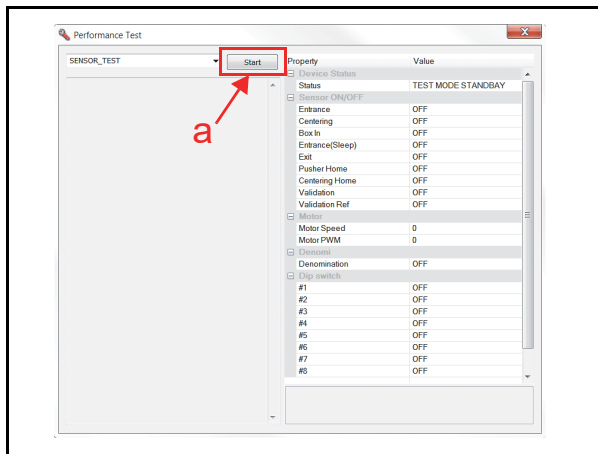 Performance Test
SENSOR_TEST
Start
a
Property Value
Device Status
Status TEST MODE STANDBAY
Sensor ON/OFF
Entrance OFF
Centering OFF
Box In OFF
Entrance(Sleep) OFF
Exit OFF
Pusher Home OFF
Centering Home OFF
Validation OFF
Validation Ref OFF
Motor
Motor Speed 0
Motor PWM 0
Denomi
Denomination OFF
Dip switch
#1 OFF
#2 OFF
#3 OFF
#4 OFF
#5 OFF
#6 OFF
#7 OFF
#8 OFF